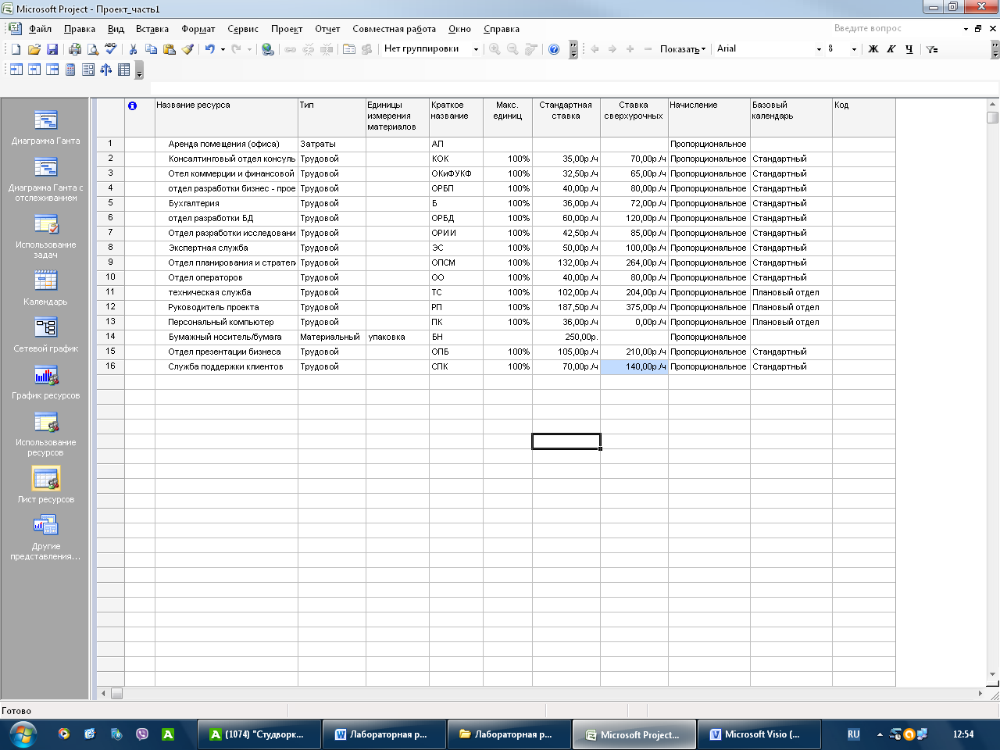 Microsoft Project - Проект_часть1
Файл Правка Вид Вставка Формат Сервис Проект Отчет Совместная работа Окно Справка Введите вопрос
Нет группировки Показать Arial 8 Ж К Ч
Название ресурса Тип Единицы измерения материалов Краткое название Макс. единиц Стандартная ставка Ставка сверхурочных Начисление Базовый календарь Код
1 Аренда помещения (офиса) Затраты АП Пропорциональное
2 Консалтинговый отдел консуль Трудовой КОК 100% 35,00р./ч 70,00р./ч Пропорциональное Стандартный
3 Отел коммерции и финансовой Трудовой ОКиФУКФ 100% 32,50р./ч 65,00р./ч Пропорциональное Стандартный
4 отдел разработки бизнес - прое Трудовой ОРБП 100% 40,00р./ч 80,00р./ч Пропорциональное Стандартный
5 Бухгалтерия Трудовой Б 100% 36,00р./ч 72,00р./ч Пропорциональное Стандартный
6 отдел разработки БД Трудовой ОРБД 100% 60,00р./ч 120,00р./ч Пропорциональное Стандартный
7 Отдел разработки исследовани Трудовой ОРИИ 100% 42,50р./ч 85,00р./ч Пропорциональное Стандартный
8 Экспертная служба Трудовой ЭС 100% 50,00р./ч 100,00р./ч Пропорциональное Стандартный
9 Отдел планирования и стратеги Трудовой ОПСМ 100% 132,00р./ч 264,00р./ч Пропорциональное Стандартный
10 Отдел операторов Трудовой ОО 100% 40,00р./ч 80,00р./ч Пропорциональное Стандартный
11 техническая служба Трудовой ТС 100% 102,00р./ч 204,00р./ч Пропорциональное Плановый отдел
12 Руководитель проекта Трудовой РП 100% 187,50р./ч 375,00р./ч Пропорциональное Плановый отдел
13 Персональный компьютер Трудовой ПК 100% 36,00р./ч 0,00р./ч Пропорциональное Плановый отдел
14 Бумажный носитель/бумага Материальный упаковка БН 250,00р. Пропорциональное
15 Отдел презентации бизнеса Трудовой ОПБ 100% 105,00р./ч 210,00р./ч Пропорциональное Стандартный
16 Служба поддержки клиентов Трудовой СПК 100% 70,00р./ч 140,00р./ч Пропорциональное Стандартный
Диаграмма Ганта
Диаграмма Ганта с
отслеживанием
Использование
задач
Календарь
Сетевой график
График ресурсов
Использование
ресурсов
Лист ресурсов
Другие
представления...
Готово
(1074) "Студворк... Лабораторная р... Лабораторная р... Microsoft Project... Microsoft Visio (... RU 12:54